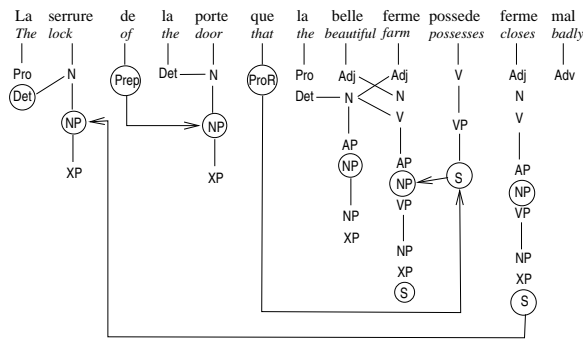 La serrure de la porte que la belle ferme possede ferme mal
The lock of the door that the beautiful farm possesses closes badly
Pro N Prep Det N ProR Pro Adj Adj V Adj Adv
Det Det N N N
V V
NP NP VP
AP AP AP
NP NP S NP
XP XP VP VP
NP NP NP
XP XP XP
S S